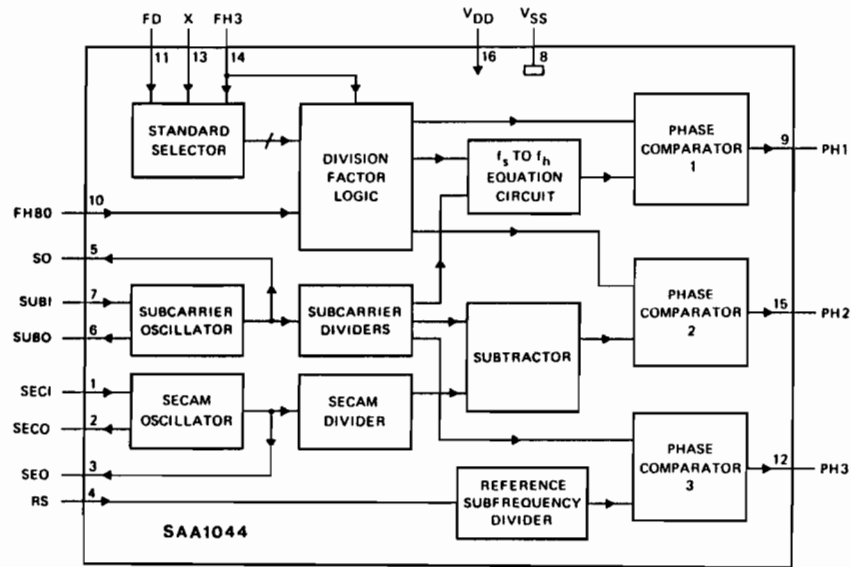 FD X FH3 VDD VSS
11 13 14 16 8
STANDARD
SELECTOR
DIVISION
FACTOR
LOGIC
fs TO fh
EQUATION
CIRCUIT
PHASE
COMPARATOR
1
9 PH1
FH80 10
SO 5
SUBI 7
SUBO 6
SUBCARRIER
OSCILLATOR
SUBCARRIER
DIVIDERS
SUBTRACTOR
PHASE
COMPARATOR
2
15 PH2
SECI 1
SECO 2
SECAM
OSCILLATOR
SECAM
DIVIDER
SEO 3
RS 4
REFERENCE
SUBFREQUENCY
DIVIDER
PHASE
COMPARATOR
3
12 PH3
SAA1044